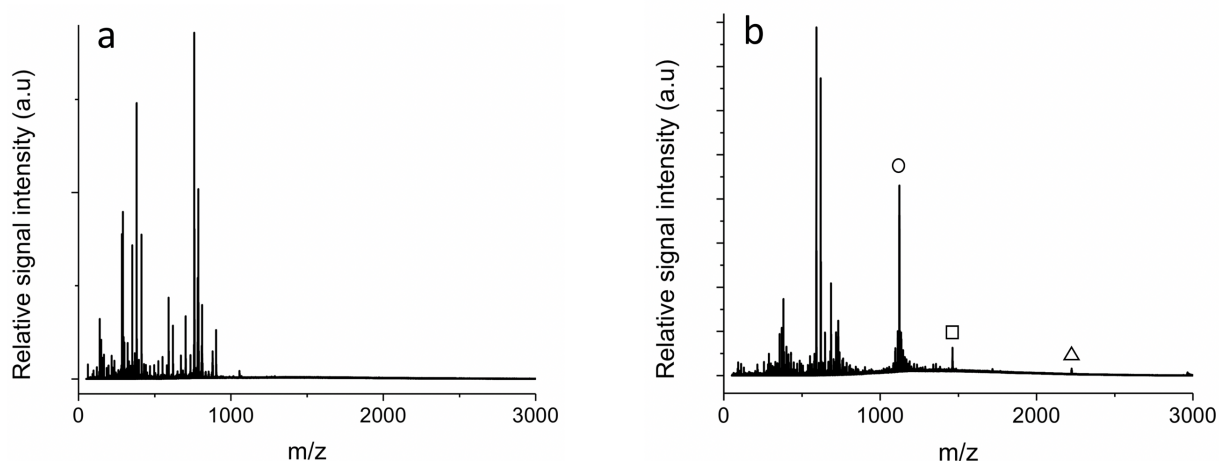 a
Relative signal intensity (a.u)
0 1000 2000 3000
m/z
b
Relative signal intensity (a.u)
0 1000 2000 3000
m/z